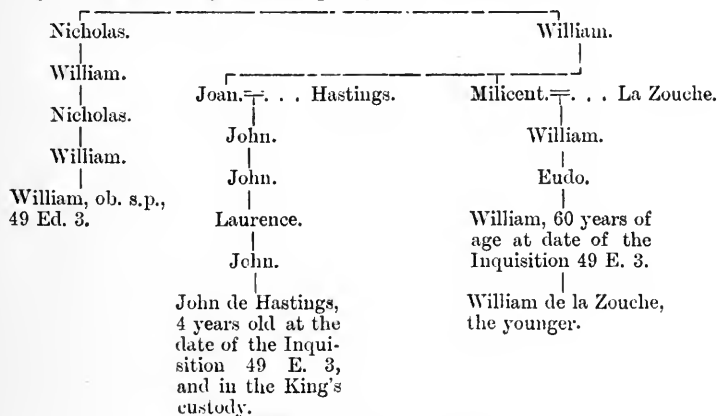 Nicholas.
William.
William.
Joan. . . . Hastings.
Milicent. . . . La Zouche.
Nicholas.
John.
William.
William.
John.
Eudo.
William, ob. s.p.,
49 Ed. 3.
Laurence.
William, 60 years of
age at date of the
Inquisition 49 E. 3.
John.
John de Hastings,
4 years old at the
date of the Inqui-
sition 49 E. 3,
and in the King's
custody.
William de la Zouche,
the younger.